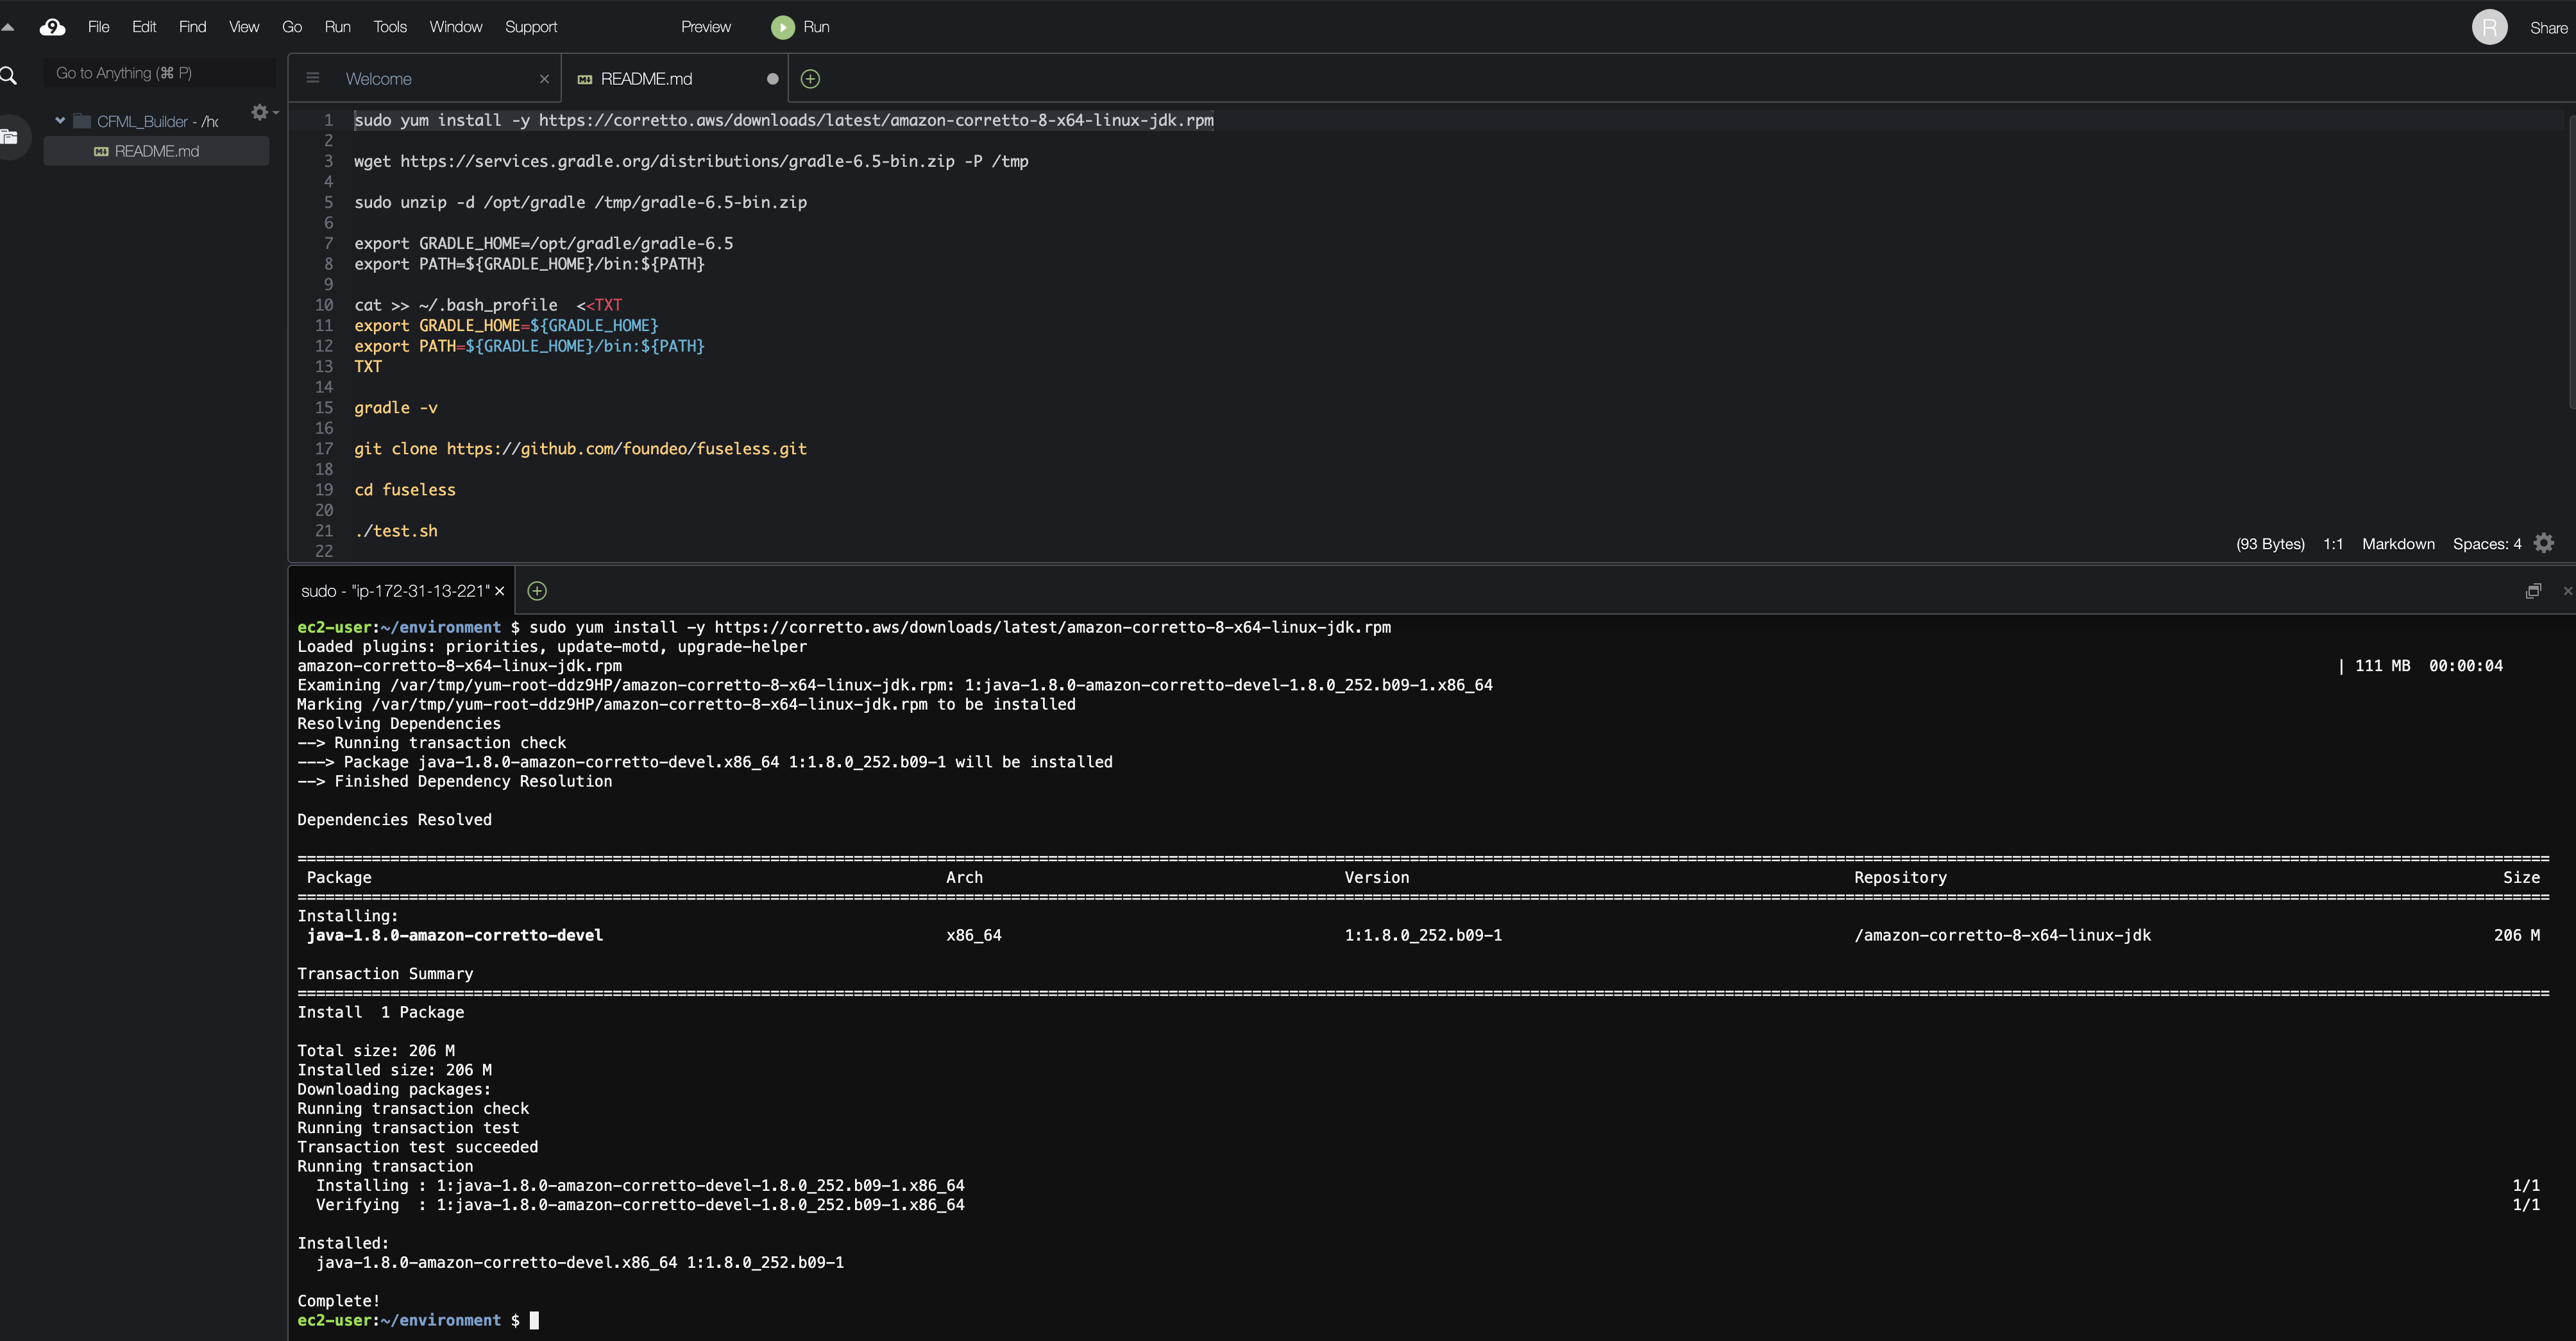 File Edit Find View Go Run Tools Window Support Preview Run R Share
Go to Anything (⌘ P)
Welcome README.md
CFML_Builder - /hc
README.md
1 sudo yum install -y https://corretto.aws/downloads/latest/amazon-corretto-8-x64-linux-jdk.rpm
2
3 wget https://services.gradle.org/distributions/gradle-6.5-bin.zip -P /tmp
4
5 sudo unzip -d /opt/gradle /tmp/gradle-6.5-bin.zip
6
7 export GRADLE_HOME=/opt/gradle/gradle-6.5
8 export PATH=${GRADLE_HOME}/bin:${PATH}
9
10 cat >> ~/.bash_profile  <<TXT
11 export GRADLE_HOME=${GRADLE_HOME}
12 export PATH=${GRADLE_HOME}/bin:${PATH}
13 TXT
14
15 gradle -v
16
17 git clone https://github.com/foundeo/fuseless.git
18
19 cd fuseless
20
21 ./test.sh
22
(93 Bytes) 1:1 Markdown Spaces: 4
sudo - "ip-172-31-13-221"
ec2-user:~/environment $ sudo yum install -y https://corretto.aws/downloads/latest/amazon-corretto-8-x64-linux-jdk.rpm
Loaded plugins: priorities, update-motd, upgrade-helper
amazon-corretto-8-x64-linux-jdk.rpm | 111 MB  00:00:04
Examining /var/tmp/yum-root-ddz9HP/amazon-corretto-8-x64-linux-jdk.rpm: 1:java-1.8.0-amazon-corretto-devel-1.8.0_252.b09-1.x86_64
Marking /var/tmp/yum-root-ddz9HP/amazon-corretto-8-x64-linux-jdk.rpm to be installed
Resolving Dependencies
--> Running transaction check
---> Package java-1.8.0-amazon-corretto-devel.x86_64 1:1.8.0_252.b09-1 will be installed
--> Finished Dependency Resolution
Dependencies Resolved
Package Arch Version Repository Size
Installing:
java-1.8.0-amazon-corretto-devel x86_64 1:1.8.0_252.b09-1 /amazon-corretto-8-x64-linux-jdk 206 M
Transaction Summary
Install  1 Package
Total size: 206 M
Installed size: 206 M
Downloading packages:
Running transaction check
Running transaction test
Transaction test succeeded
Running transaction
Installing : 1:java-1.8.0-amazon-corretto-devel-1.8.0_252.b09-1.x86_64 1/1
Verifying  : 1:java-1.8.0-amazon-corretto-devel-1.8.0_252.b09-1.x86_64 1/1
Installed:
java-1.8.0-amazon-corretto-devel.x86_64 1:1.8.0_252.b09-1
Complete!
ec2-user:~/environment $